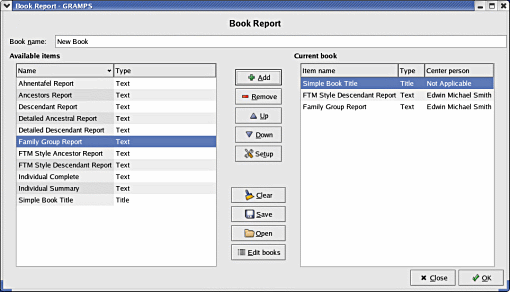 Book Report - GRAMPS
Book Report
Book name: New Book
Available items
Name Type
Ahnentafel Report Text
Ancestors Report Text
Descendant Report Text
Detailed Ancestral Report Text
Detailed Descendant Report Text
Family Group Report Text
FTM Style Ancestor Report Text
FTM Style Descendant Report Text
Individual Complete Text
Individual Summary Text
Simple Book Title Title
Add
Remove
Up
Down
Setup
Clear
Save
Open
Edit books
Current book
Item name Type Center person
Simple Book Title Title Not Applicable
FTM Style Descendant Report Text Edwin Michael Smith
Family Group Report Text Edwin Michael Smith
Close OK